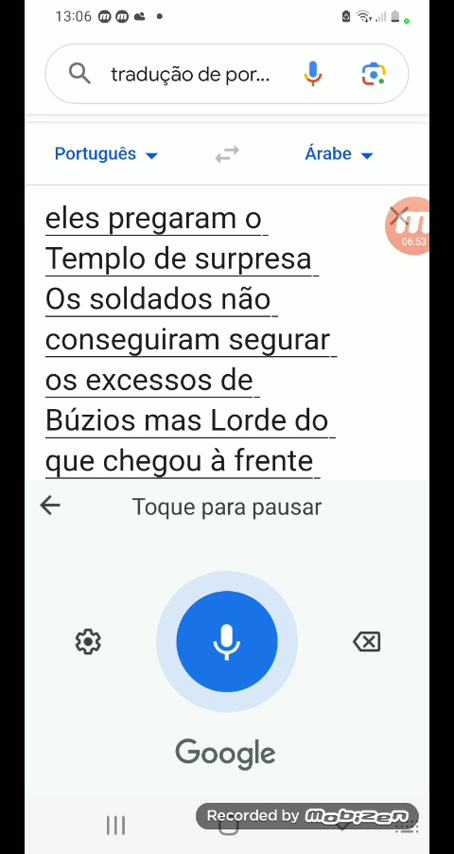 13:06
tradução de por...
Português
Árabe
06:53
eles pregaram o
Templo de surpresa
Os soldados não
conseguiram segurar
os excessos de
Búzios mas Lorde do
que chegou à frente
Toque para pausar
Google
Recorded by MOBIZEN